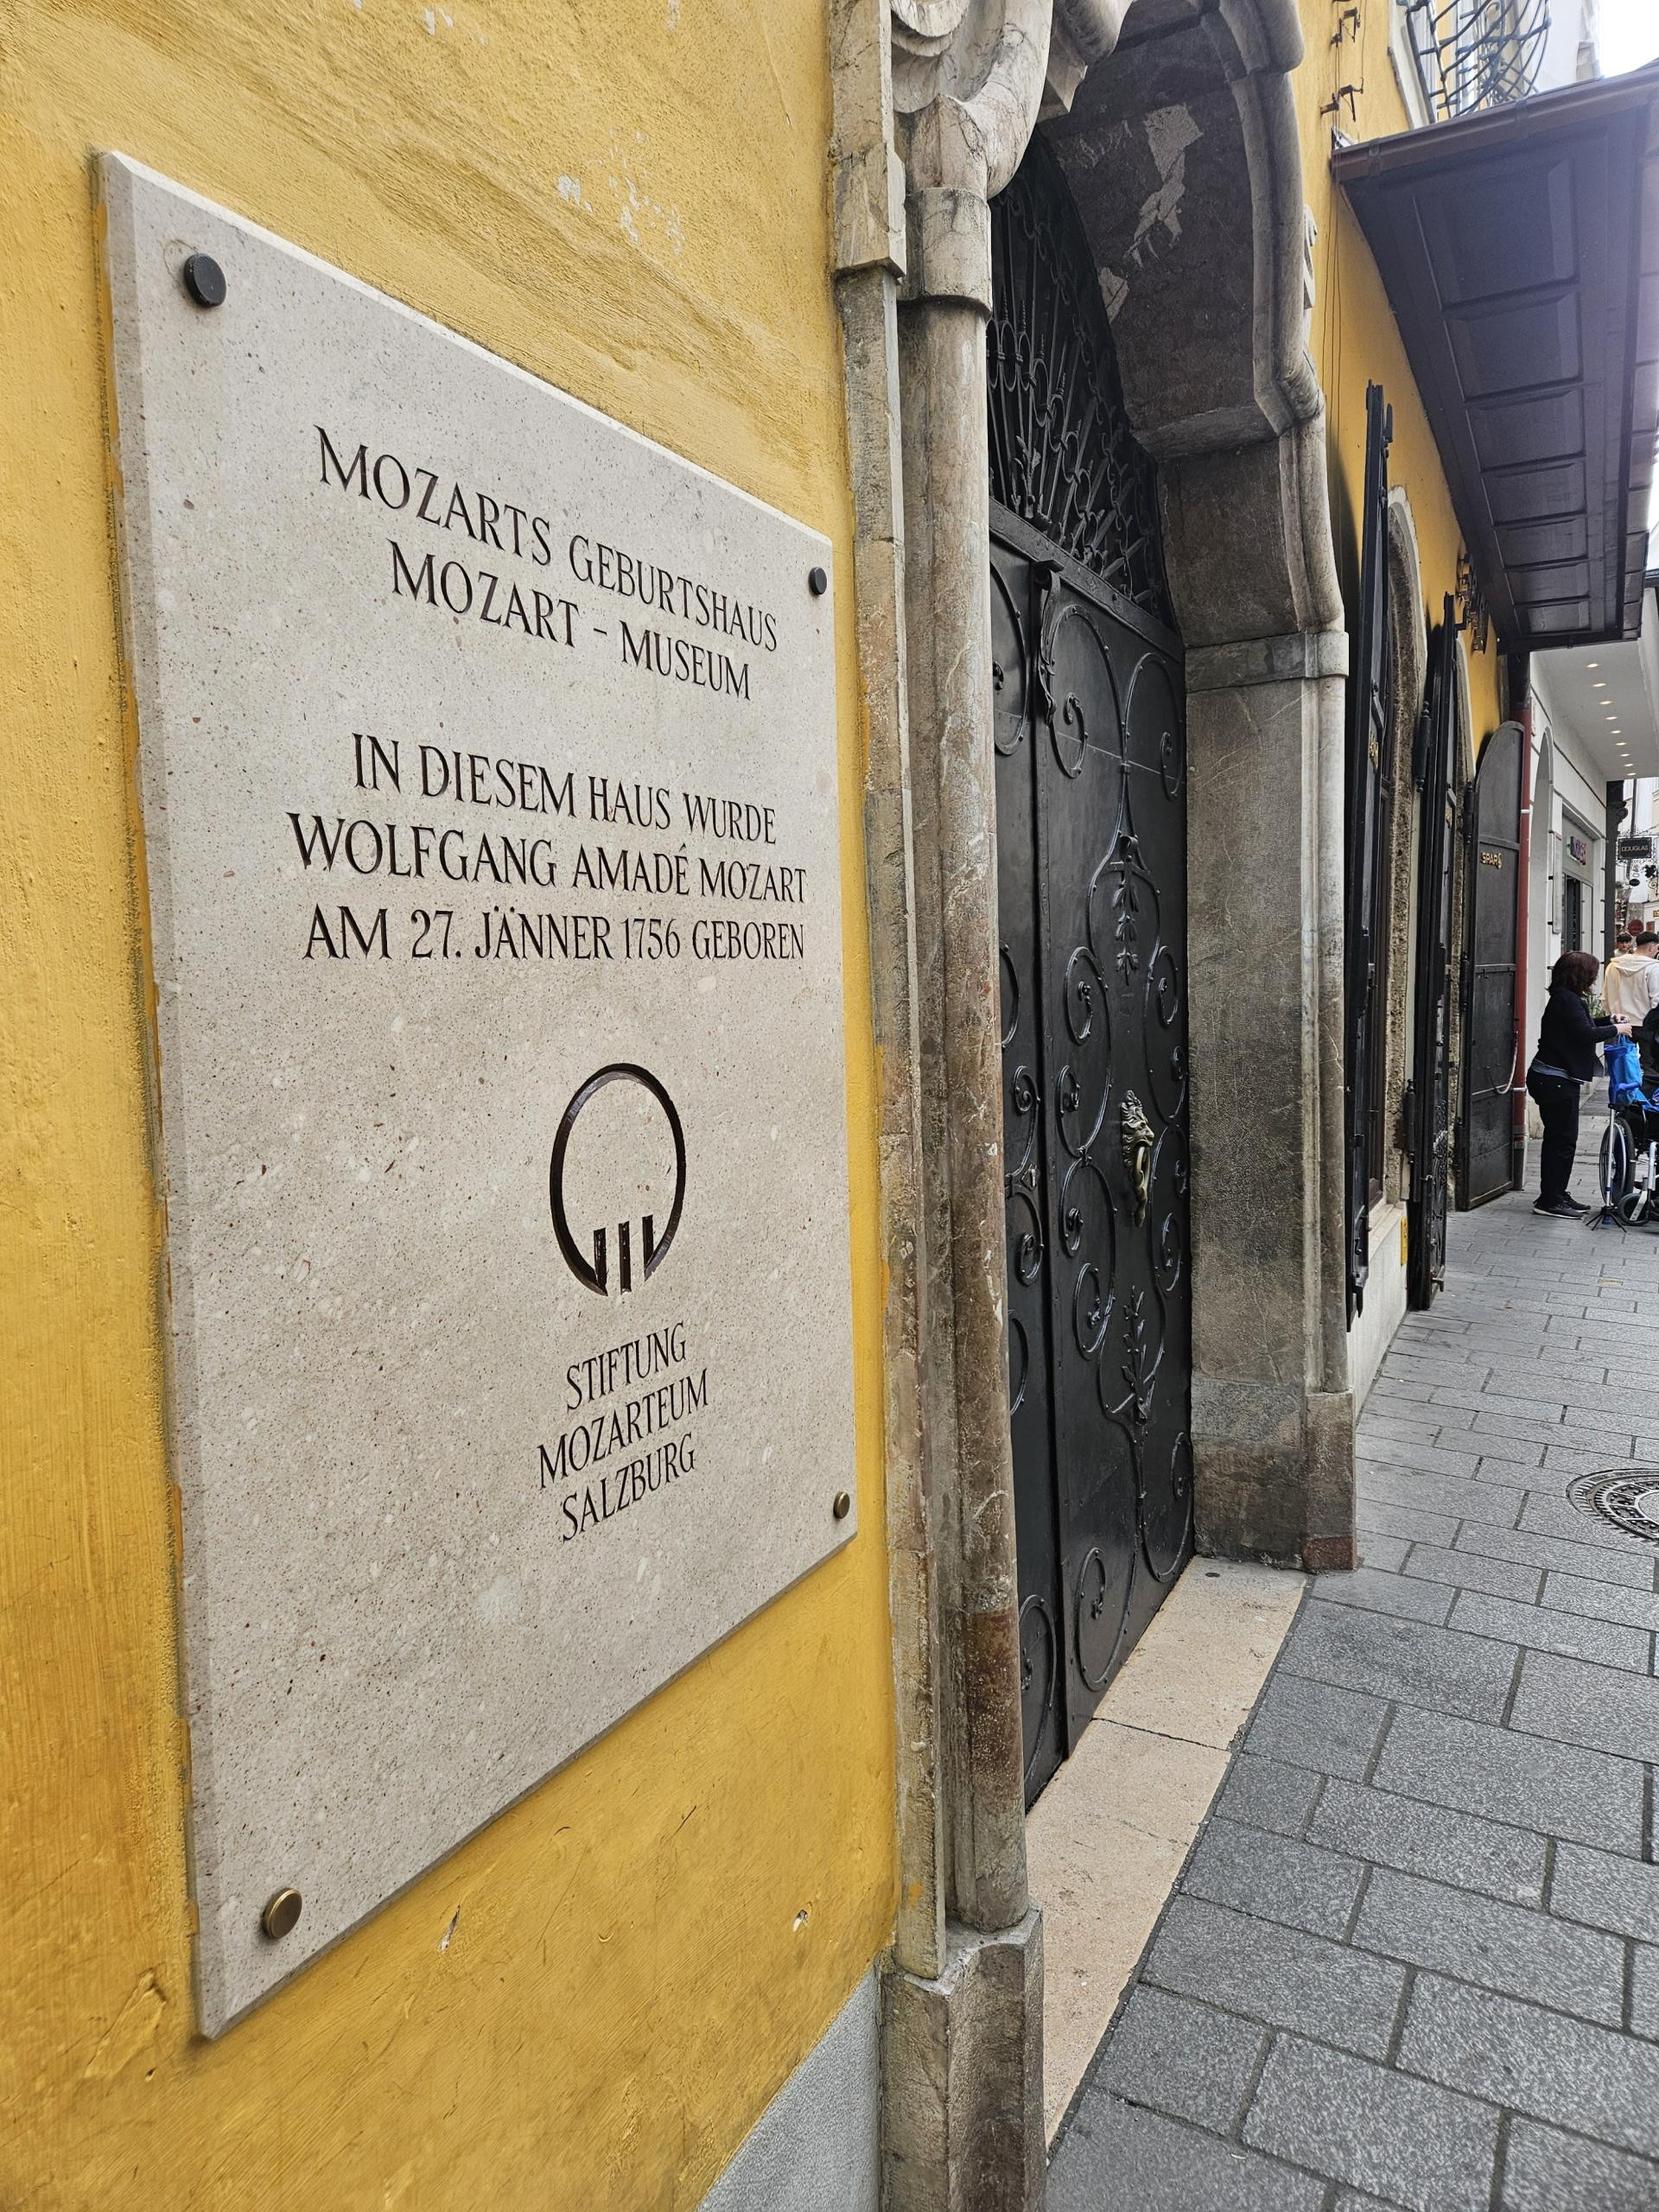 MOZARTS GEBURTSHAUS
MOZART - MUSEUM
IN DIESEM HAUS WURDE
WOLFGANG AMADÉ MOZART
AM 27. JÄNNER 1756 GEBOREN
STIFTUNG
MOZARTEUM
SALZBURG
SPAR
DOUGLAS